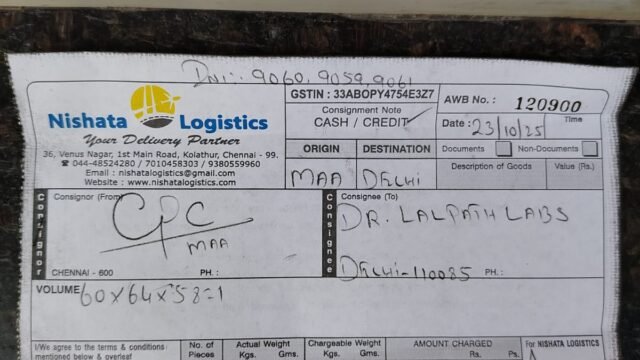 Inv:. 9060, 9059, 9061
Nishata Logistics
Your Delivery Partner
36, Venus Nagar, 1st Main Road, Kolathur, Chennai - 99.
044-48524280 / 7010458303 / 9380559960
Email : nishatalogistics@gmail.com
Website : www.nishatalogistics.com
GSTIN : 33ABOPY4754E3Z7
Consignment Note
CASH / CREDIT ✓
ORIGIN DESTINATION
MAA DELHI
AWB No. : 120900
Date : 23/10/25 Time
Documents Non-Documents
Description of Goods Value (Rs.)
Consignor
Consignor (From)
CPC
MAA
CHENNAI - 600 PH. :
Consignee
Consignee (To)
DR. LALPATH LABS
DELHI-110085 PH. :
VOLUME
60x64x58=1
I/We agree to the terms & conditions
mentioned below & overleaf
No. of
Pieces
Actual Weight
Kgs. Gms.
Chargeable Weight
Kgs. Gms.
AMOUNT CHARGED
Rs. Ps.
For NISHATA LOGISTICS